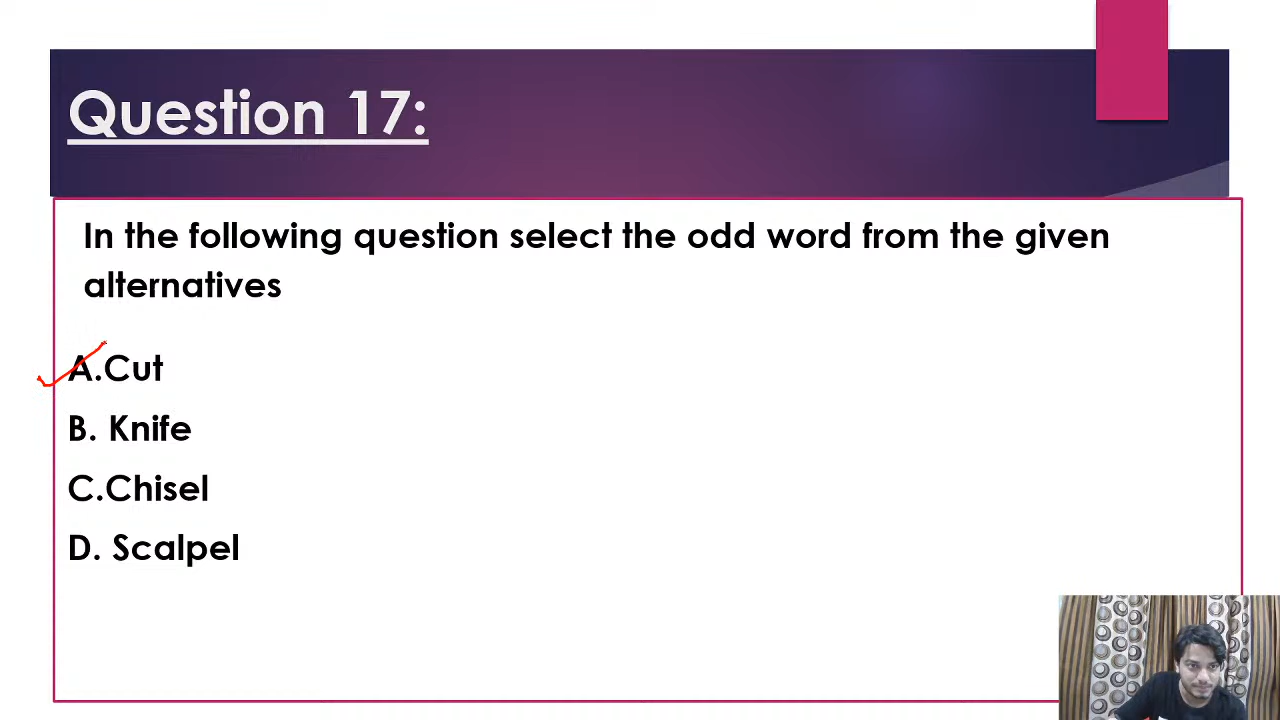 Question 17:
In the following question select the odd word from the given
alternatives
A.Cut
B. Knife
C.Chisel
D. Scalpel